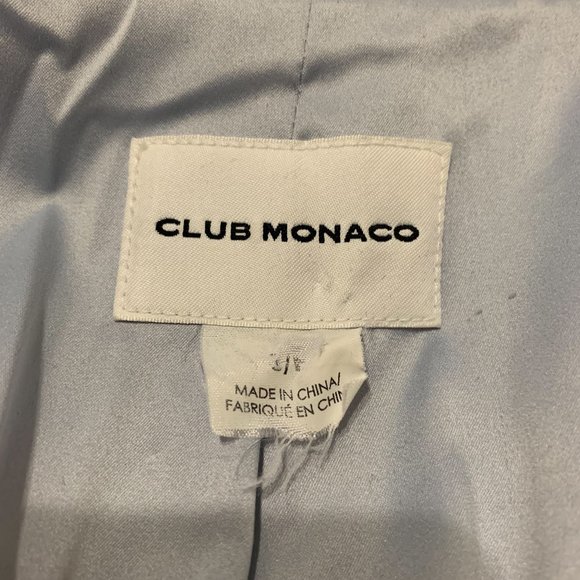 CLUB MONACO
S/P
MADE IN CHINA/
FABRIQUÉ EN CHIN